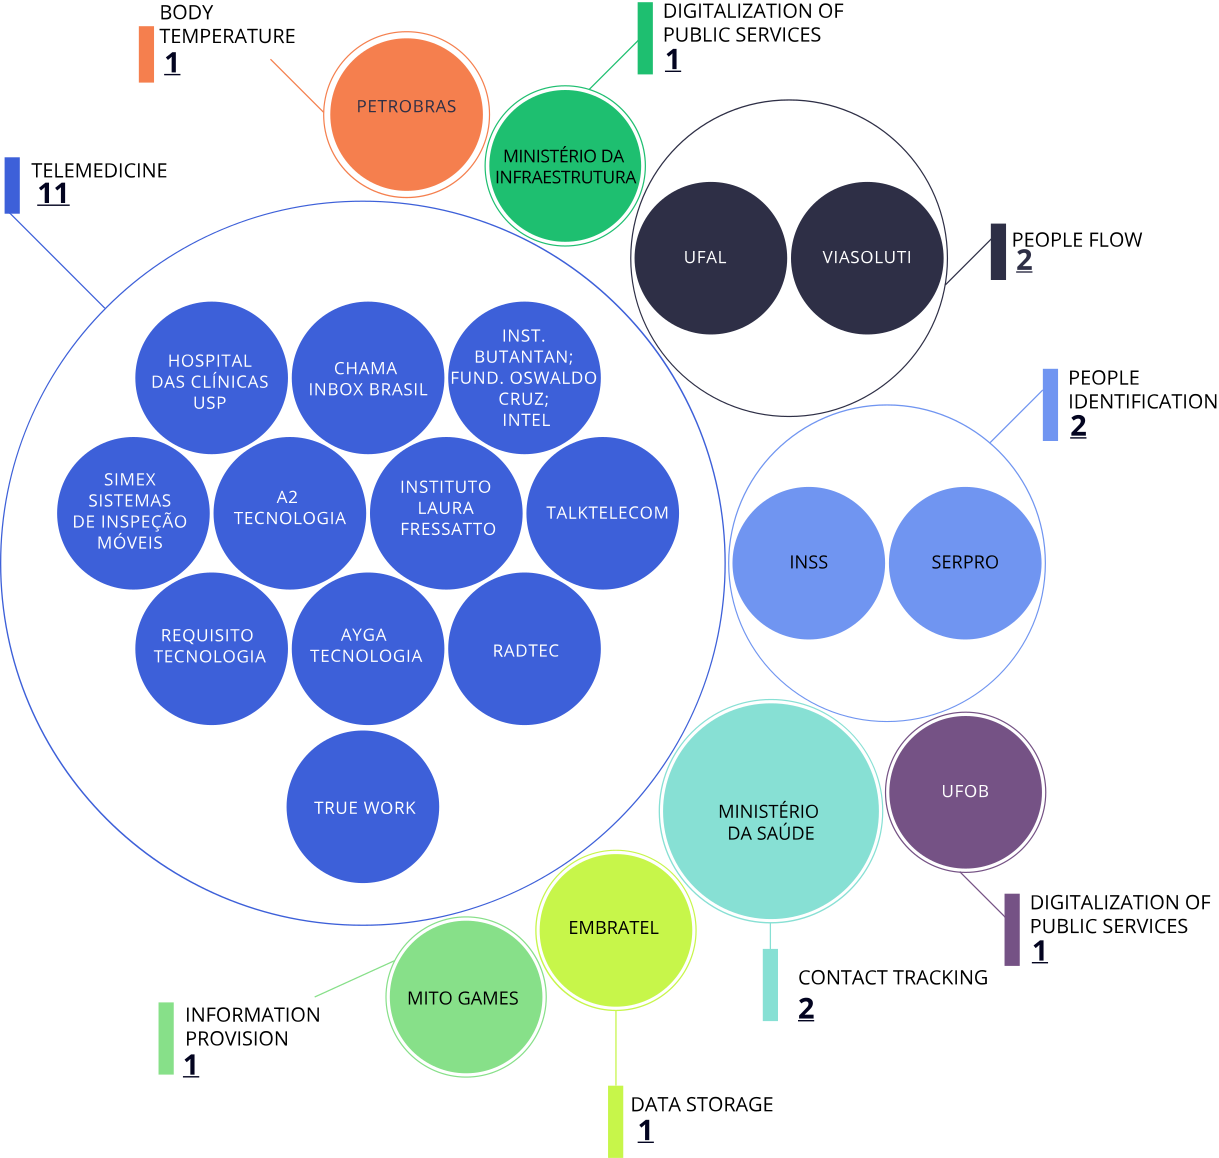 BODY
TEMPERATURE
1
PETROBRAS
DIGITALIZATION OF
PUBLIC SERVICES
1
MINISTÉRIO DA
INFRAESTRUTURA
TELEMEDICINE
11
UFAL
VIASOLUTI
PEOPLE FLOW
2
HOSPITAL
DAS CLÍNICAS
USP
CHAMA
INBOX BRASIL
INST.
BUTANTAN;
FUND. OSWALDO
CRUZ;
INTEL
PEOPLE
IDENTIFICATION
2
SIMEX
SISTEMAS
DE INSPEÇÃO
MÓVEIS
A2
TECNOLOGIA
INSTITUTO
LAURA
FRESSATTO
TALKTELECOM
INSS
SERPRO
REQUISITO
TECNOLOGIA
AYGA
TECNOLOGIA
RADTEC
TRUE WORK
MINISTÉRIO
DA SAÚDE
UFOB
DIGITALIZATION OF
PUBLIC SERVICES
1
EMBRATEL
CONTACT TRACKING
2
MITO GAMES
INFORMATION
PROVISION
1
DATA STORAGE
1